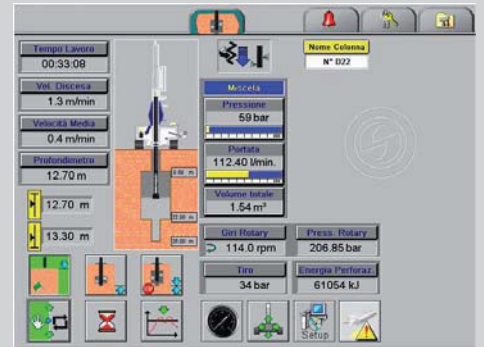 Nome Colonna
N° D22
Tempo Lavoro
00:33:08
Vel. Discesa
1.3 m/min
Velocità Media
0.4 m/min
Profondimetro
12.70 m
12.70 m
13.30 m
Miscela
Pressione
59 bar
Portata
112.40 l/min.
Volume totale
1.54 m³
Giri Rotary
114.0 rpm
Press. Rotary
206.85 bar
Tiro
34 bar
Energia Perforaz.
61054 kJ
Setup